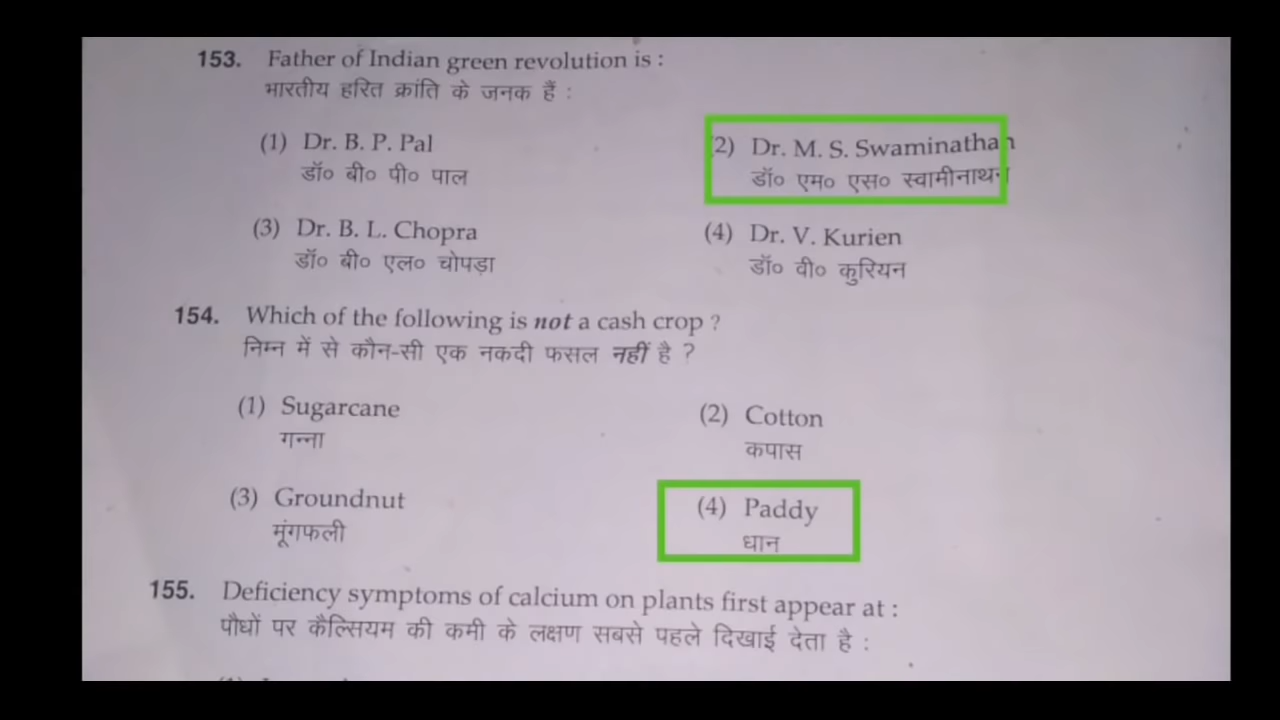 153. Father of Indian green revolution is :
भारतीय हरित क्रांति के जनक हैं :
(1) Dr. B. P. Pal (2) Dr. M. S. Swaminathan
डॉ० बी० पी० पाल डॉ० एम० एस० स्वामीनाथन
(3) Dr. B. L. Chopra (4) Dr. V. Kurien
डॉ० बी० एल० चोपड़ा डॉ० वी० कुरियन
154. Which of the following is not a cash crop ?
निम्न में से कौन-सी एक नकदी फसल नहीं है ?
(1) Sugarcane (2) Cotton
गन्ना कपास
(3) Groundnut (4) Paddy
मूंगफली धान
155. Deficiency symptoms of calcium on plants first appear at :
पौधों पर कैल्सियम की कमी के लक्षण सबसे पहले दिखाई देता है :